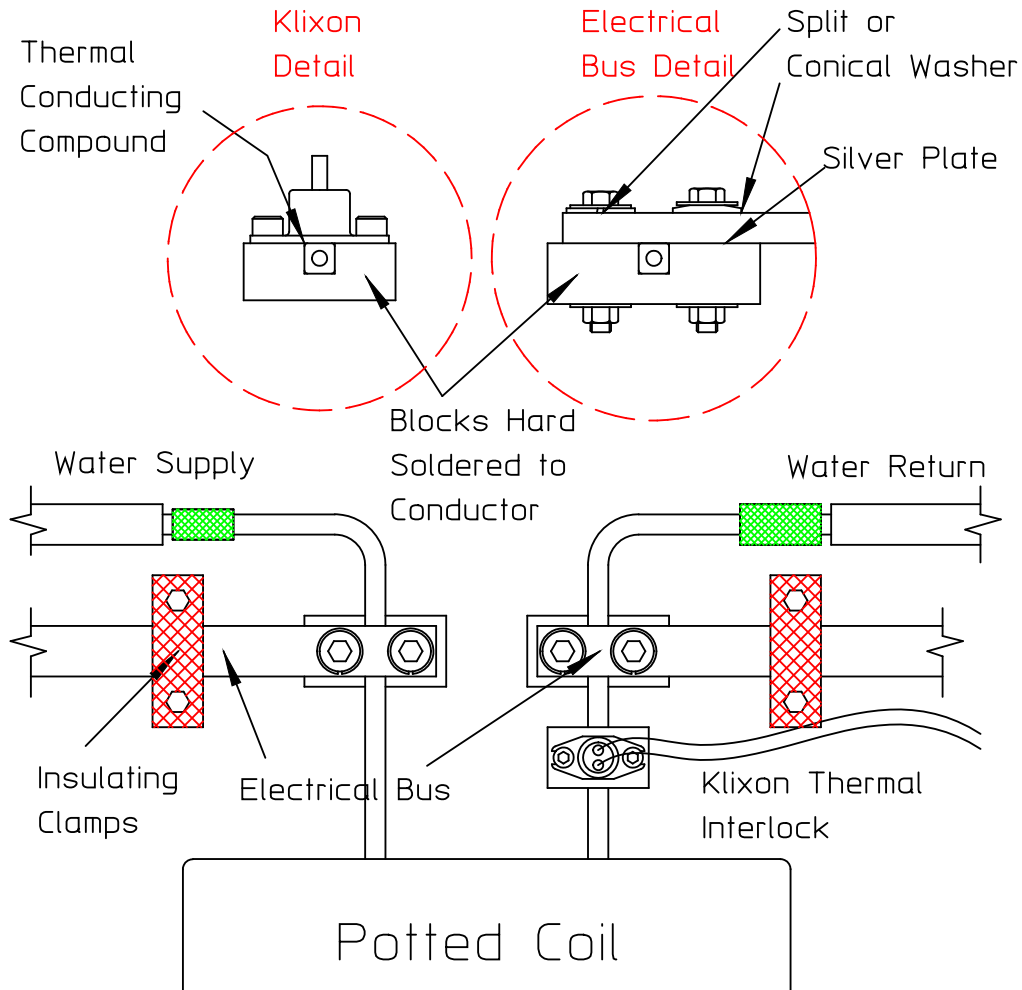 Klixon
Detail
Electrical
Bus Detail
Split or
Conical Washer
Thermal
Conducting
Compound
Silver Plate
Blocks Hard
Soldered to
Conductor
Water Supply
Water Return
Insulating
Clamps
Electrical Bus
Klixon Thermal
Interlock
Potted Coil